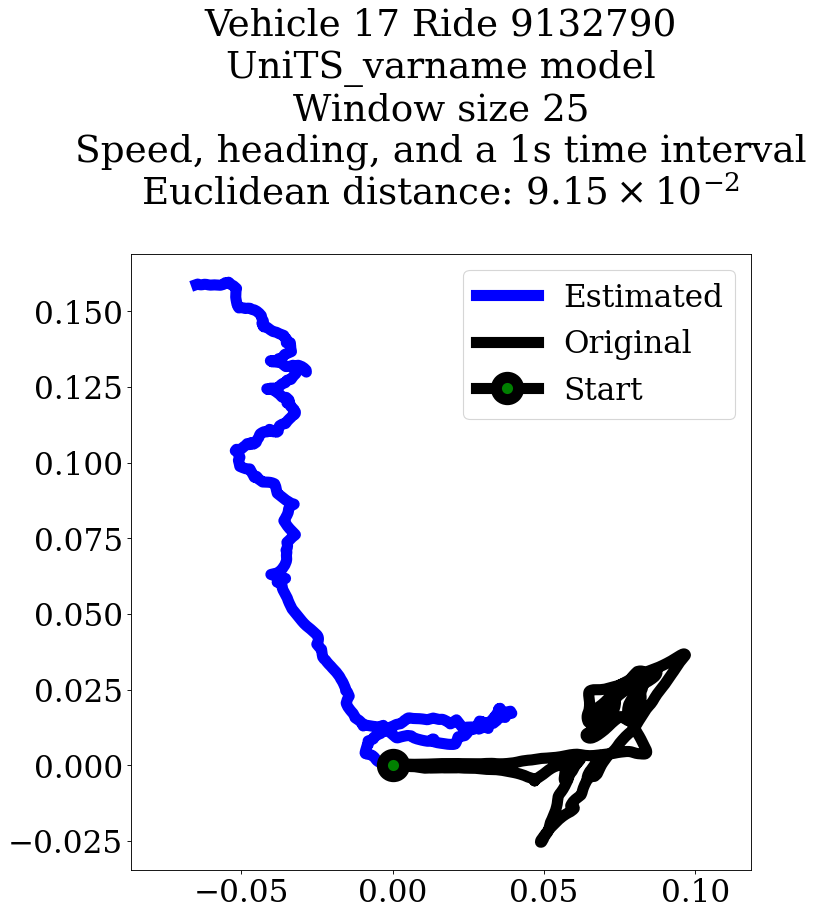 Vehicle 17 Ride 9132790
UniTS_varname model
Window size 25
Speed, heading, and a 1s time interval
Euclidean distance: 9.15 × 10⁻²
Estimated
Original
Start
0.150
0.125
0.100
0.075
0.050
0.025
0.000
−0.025
−0.05 0.00 0.05 0.10